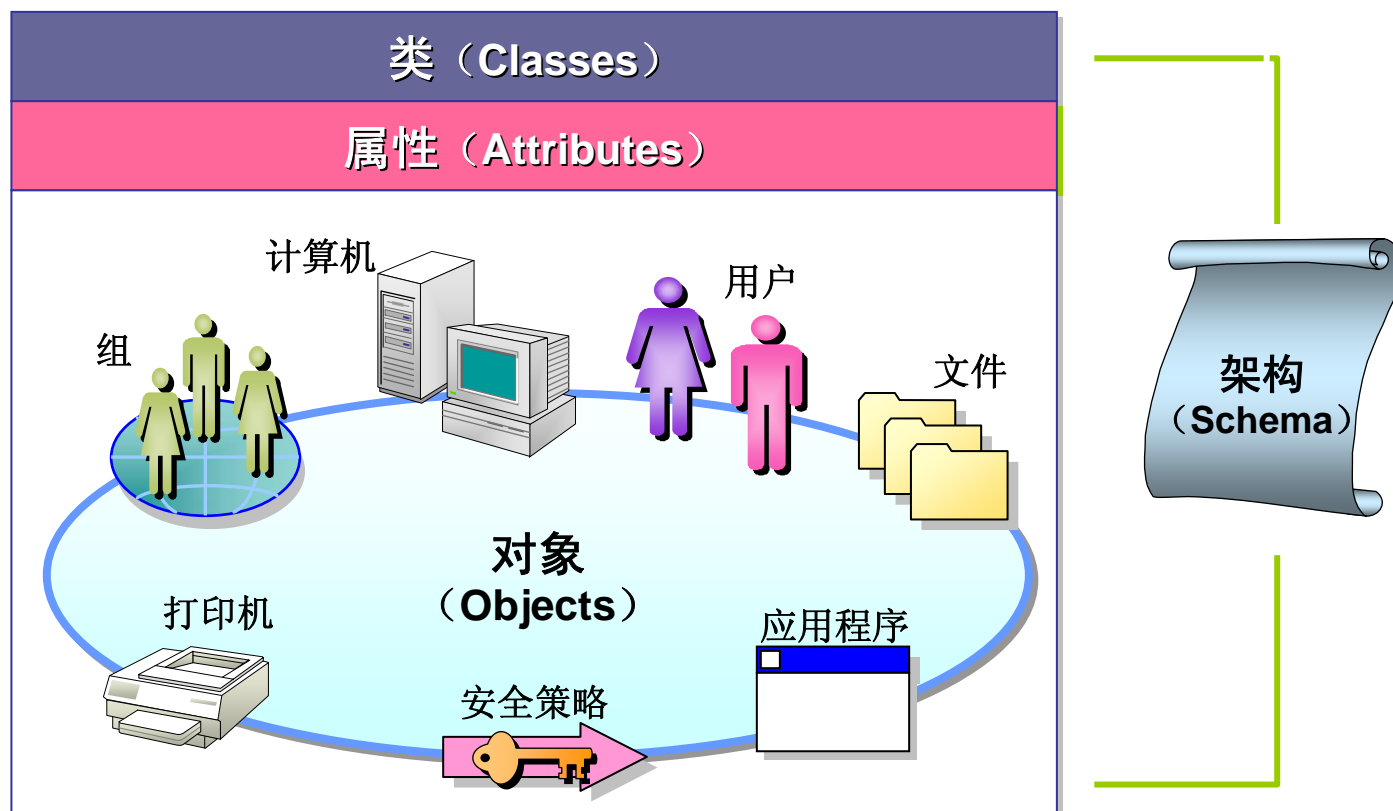 类（Classes）
属性（Attributes）
计算机
用户
组
文件
架构
（Schema）
对象
（Objects）
打印机
应用程序
安全策略